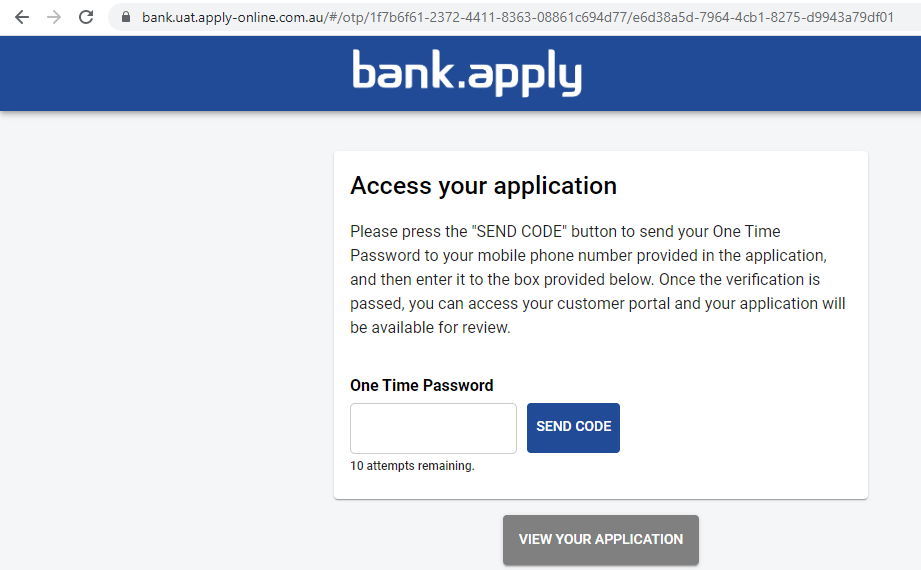 bank.uat.apply-online.com.au/#/otp/1f7b6f61-2372-4411-8363-08861c694d77/e6d38a5d-7964-4cb1-8275-d9943a79df01
bank.apply
Access your application
Please press the "SEND CODE" button to send your One Time
Password to your mobile phone number provided in the application,
and then enter it to the box provided below. Once the verification is
passed, you can access your customer portal and your application will
be available for review.
One Time Password
SEND CODE
10 attempts remaining.
VIEW YOUR APPLICATION